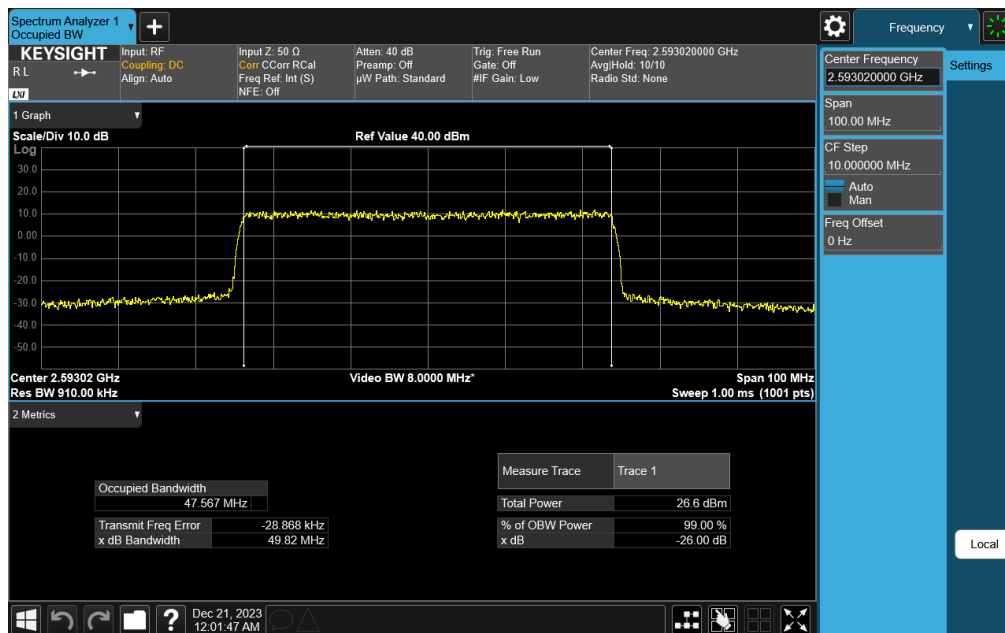 Spectrum Analyzer 1
Occupied BW
Frequency
KEYSIGHT
R L
LXI
Input: RF
Coupling: DC
Align: Auto
Input Z: 50 Ω
Corr CCorr RCal
Freq Ref: Int (S)
NFE: Off
Atten: 40 dB
Preamp: Off
µW Path: Standard
Trig: Free Run
Gate: Off
#IF Gain: Low
Center Freq: 2.593020000 GHz
Avg|Hold: 10/10
Radio Std: None
Center Frequency
2.593020000 GHz
Settings
Span
100.00 MHz
CF Step
10.000000 MHz
Auto
Man
Freq Offset
0 Hz
Local
1 Graph
Scale/Div 10.0 dB
Ref Value 40.00 dBm
Log
30.0
20.0
10.0
0.00
-10.0
-20.0
-30.0
-40.0
-50.0
Center 2.59302 GHz
Video BW 8.0000 MHz*
Span 100 MHz
Res BW 910.00 kHz
Sweep 1.00 ms (1001 pts)
2 Metrics
Occupied Bandwidth
47.567 MHz
Transmit Freq Error -28.868 kHz
x dB Bandwidth 49.82 MHz
Measure Trace Trace 1
Total Power 26.6 dBm
% of OBW Power 99.00 %
x dB -26.00 dB
?
Dec 21, 2023
12:01:47 AM